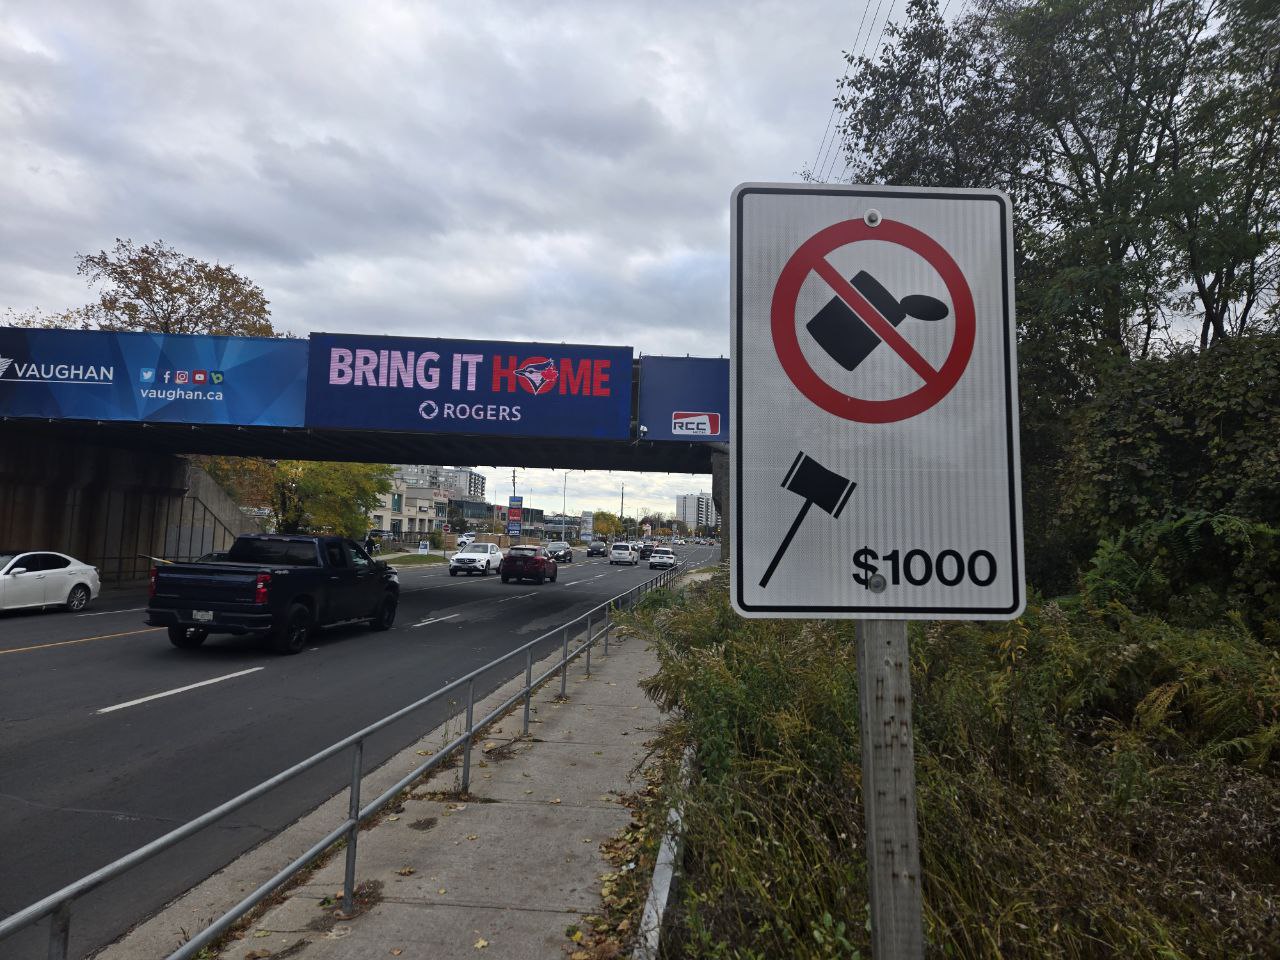 VAUGHAN
vaughan.ca
BRING IT HOME
ROGERS
RCC
$1000